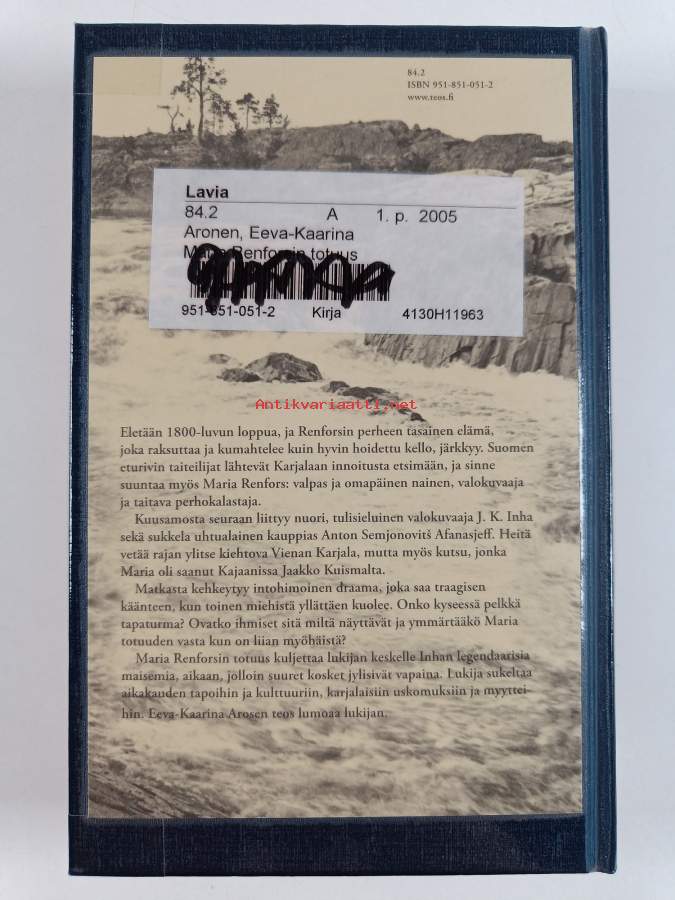 84.2
ISBN 951-851-051-2
www.teos.fi
Lavia
84.2 A 1. p. 2005
Aronen, Eeva-Kaarina
Maria Renforsin totuus
951-851-051-2 Kirja 4130H11963
Antikvariaatti.net
Eletään 1800-luvun loppua, ja Renforsin perheen tasainen elämä,
joka raksuttaa ja kumahtelee kuin hyvin hoidettu kello, järkkyy. Suomen
eturivin taiteilijat lähtevät Karjalaan innoitusta etsimään, ja sinne
suuntaa myös Maria Renfors: valpas ja omapäinen nainen, valokuvaaja
ja taitava perhokalastaja.
Kuusamosta seuraan liittyy nuori, tulisieluinen valokuvaaja J. K. Inha
sekä sukkela uhtualainen kauppias Anton Semjonovitš Afanasjeff. Heitä
vetää rajan ylitse kiehtova Vienan Karjala, mutta myös kutsu, jonka
Maria oli saanut Kajaanissa Jaakko Kuismalta.
Matkasta kehkeytyy intohimoinen draama, joka saa traagisen
käänteen, kun toinen miehistä yllättäen kuolee. Onko kyseessä pelkkä
tapaturma? Ovatko ihmiset sitä miltä näyttävät ja ymmärtääkö Maria
totuuden vasta kun on liian myöhäistä?
Maria Renforsin totuus kuljettaa lukijan keskelle Inhan legendaarisia
maisemia, aikaan, jolloin suuret kosket jylisivät vapaina. Lukija sukeltaa
aikakauden tapoihin ja kulttuuriin, karjalaisiin uskomuksiin ja myyttei-
hin. Eeva-Kaarina Arosen teos lumoaa lukijan.